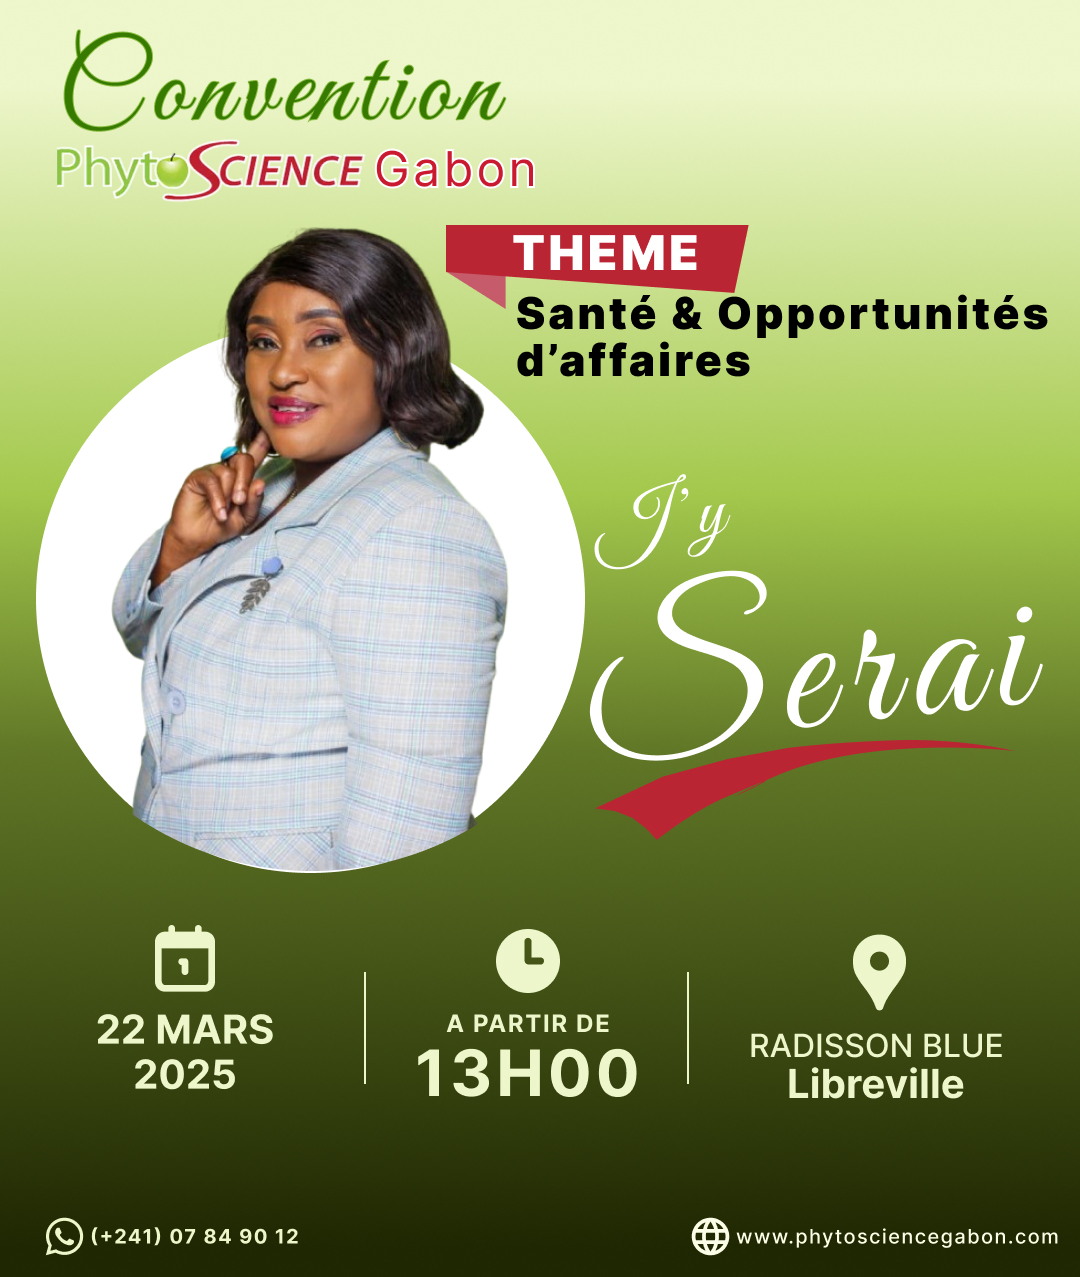 Convention
PhytoSCIENCE Gabon
THEME
Santé & Opportunités
d’affaires
J'y
Serai
22 MARS
2025
A PARTIR DE
13H00
RADISSON BLUE
Libreville
(+241) 07 84 90 12
www.phytosciencegabon.com